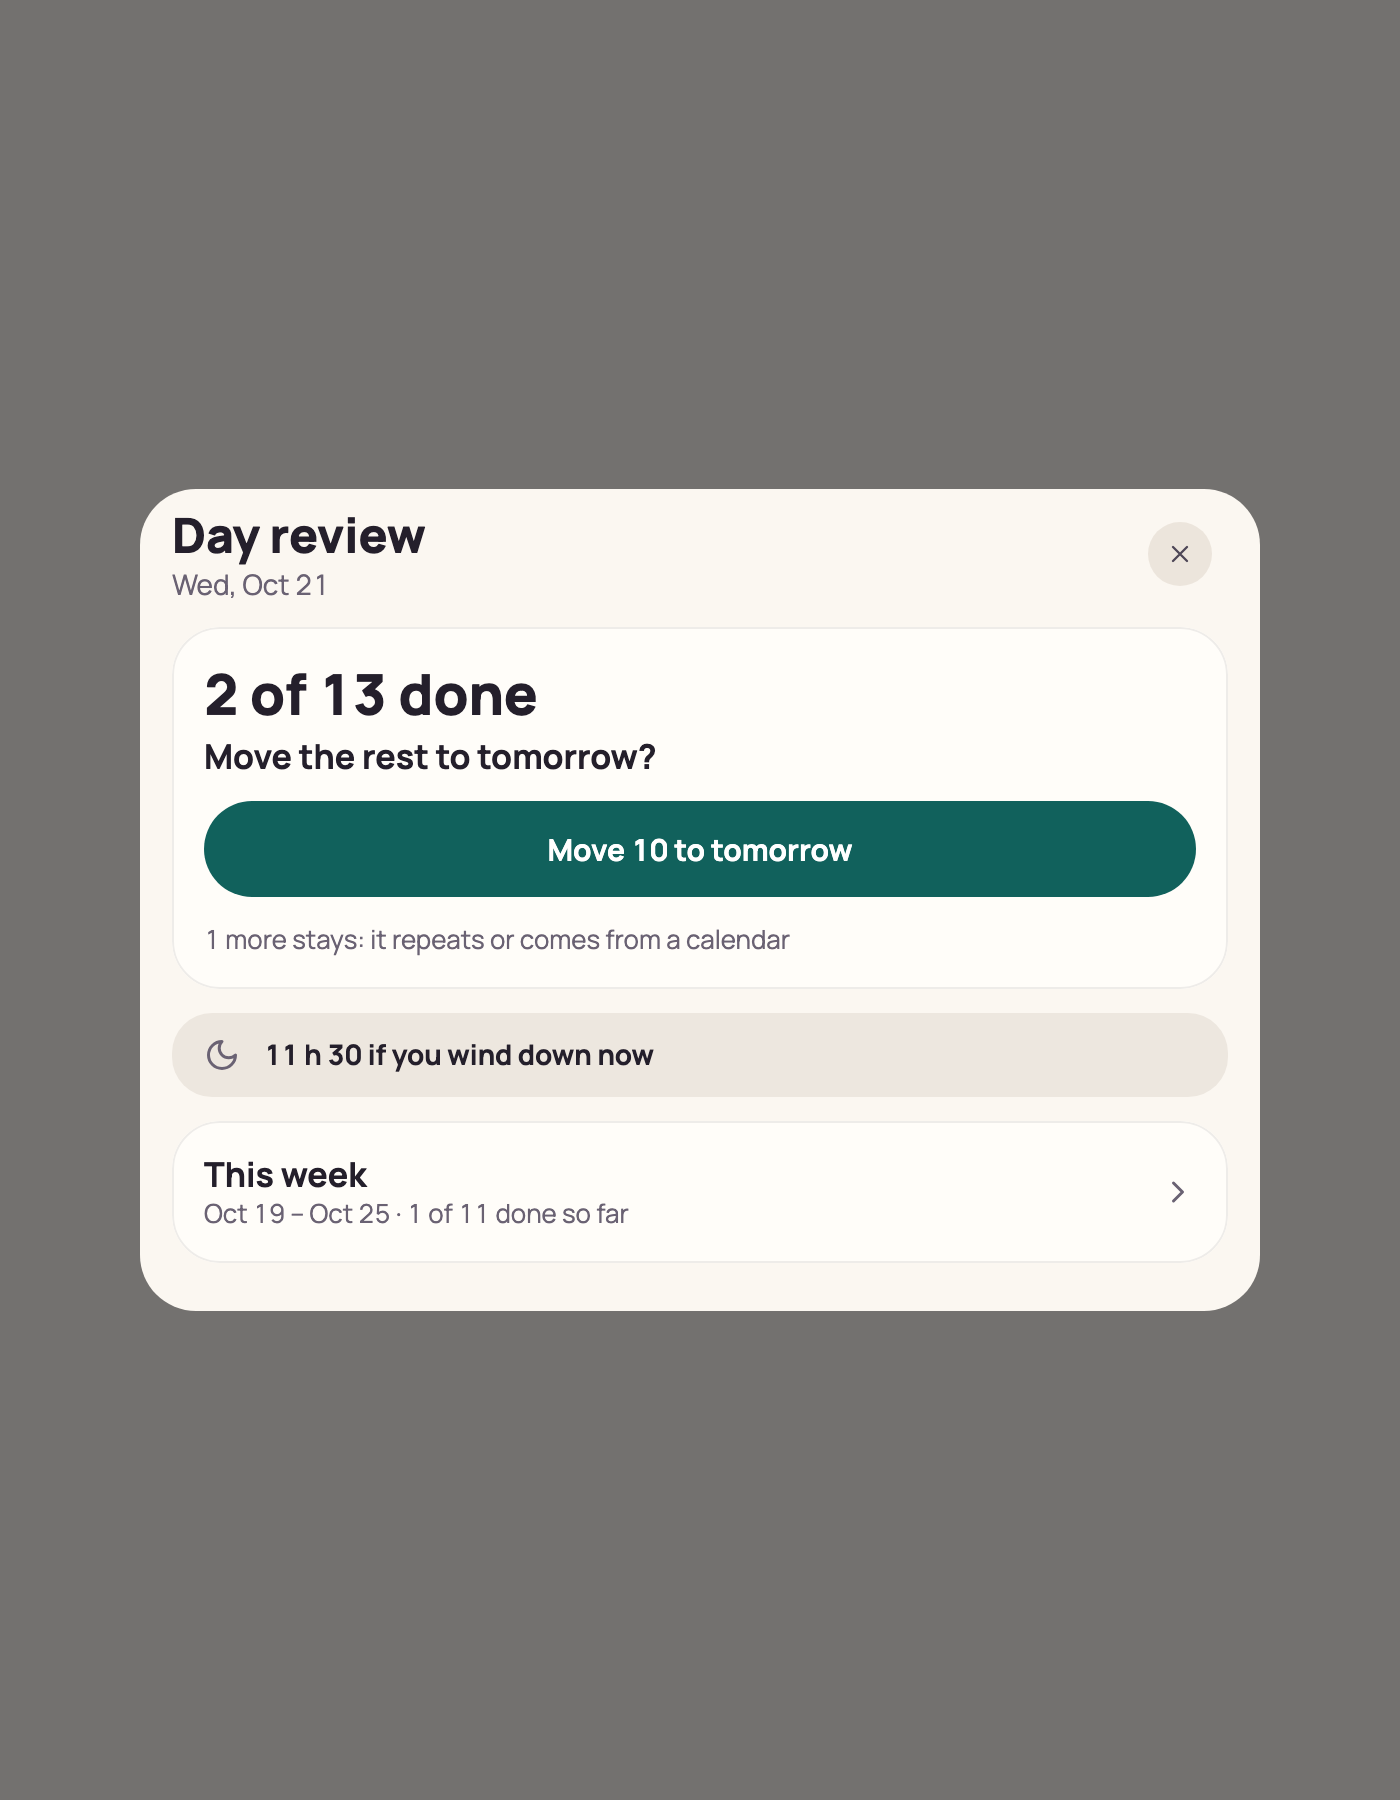 Day review
Wed, Oct 21
2 of 13 done
Move the rest to tomorrow?
Move 10 to tomorrow
1 more stays: it repeats or comes from a calendar
11 h 30 if you wind down now
This week
Oct 19 – Oct 25 · 1 of 11 done so far